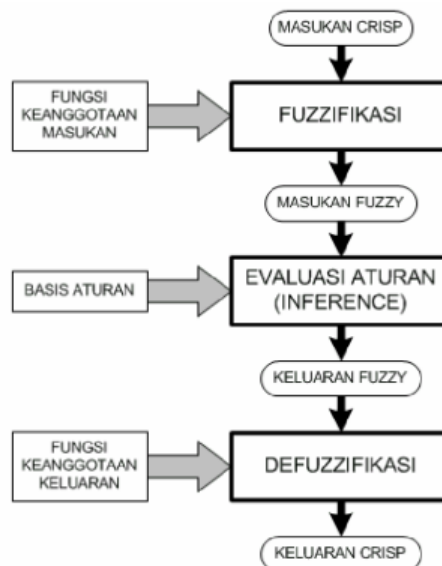 MASUKAN CRISP
FUNGSI
KEANGGOTAAN
MASUKAN
FUZZIFIKASI
MASUKAN FUZZY
BASIS ATURAN
EVALUASI ATURAN
(INFERENCE)
KELUARAN FUZZY
FUNGSI
KEANGGOTAAN
KELUARAN
DEFUZZIFIKASI
KELUARAN CRISP